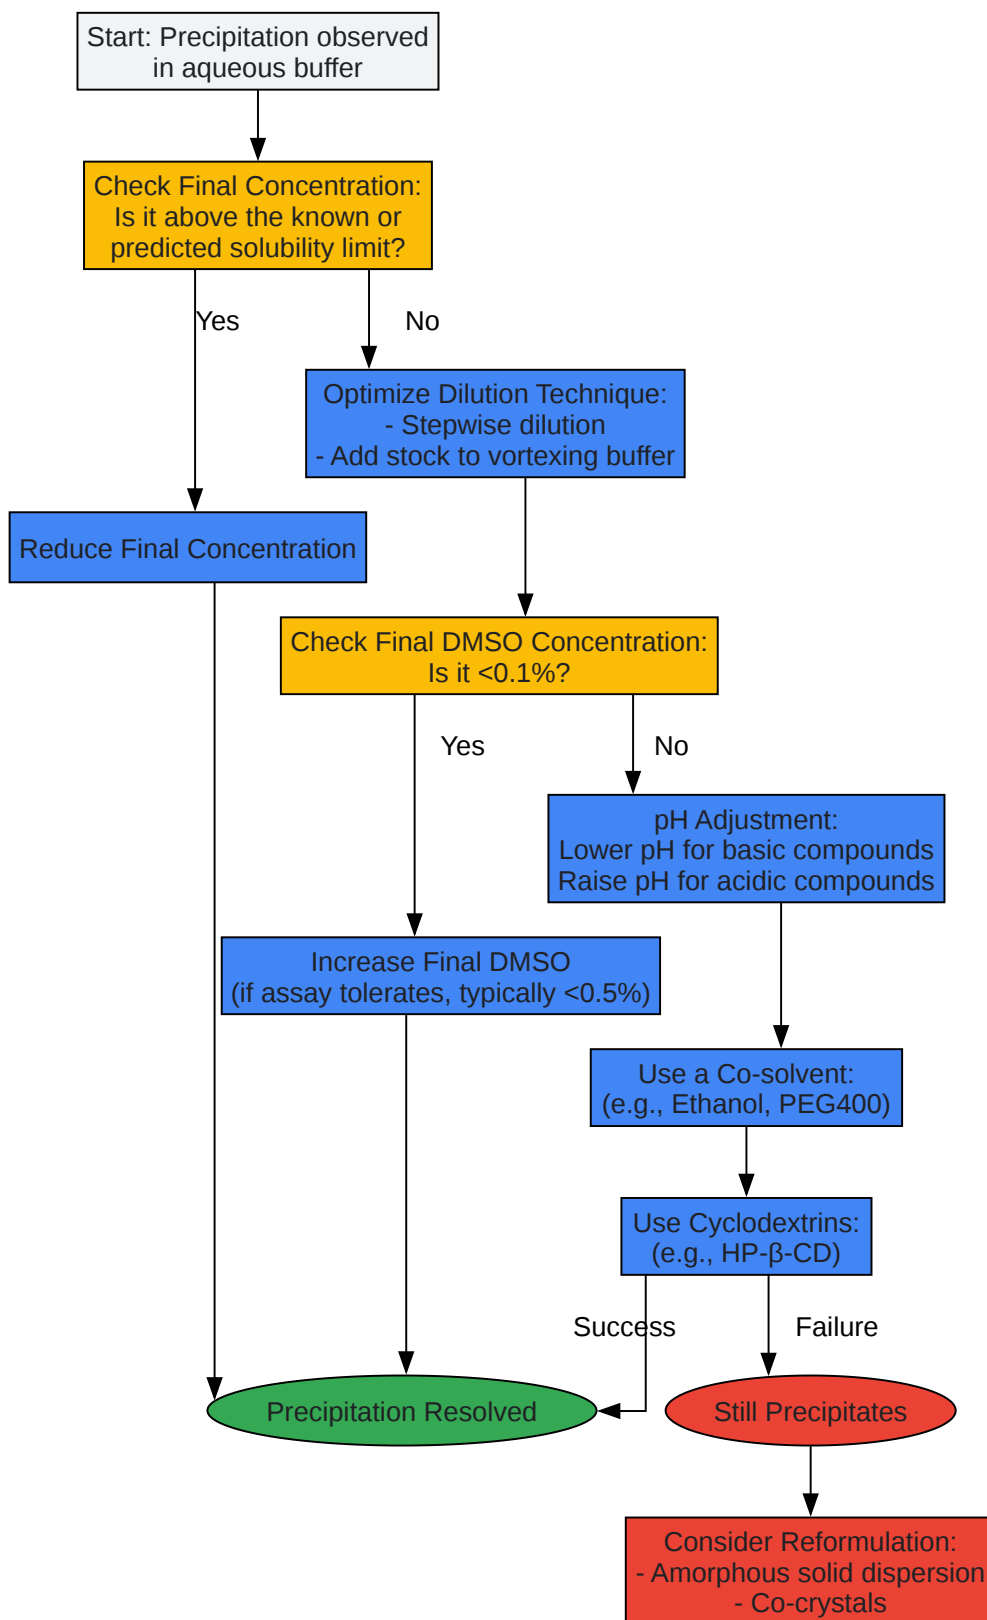 Start: Precipitation observed
in aqueous buffer
Check Final Concentration:
Is it above the known or
predicted solubility limit?
Yes
No
Optimize Dilution Technique:
- Stepwise dilution
- Add stock to vortexing buffer
Reduce Final Concentration
Check Final DMSO Concentration:
Is it <0.1%?
Yes
No
pH Adjustment:
Lower pH for basic compounds
Raise pH for acidic compounds
Increase Final DMSO
(if assay tolerates, typically <0.5%)
Use a Co-solvent:
(e.g., Ethanol, PEG400)
Use Cyclodextrins:
(e.g., HP-β-CD)
Success
Failure
Precipitation Resolved
Still Precipitates
Consider Reformulation:
- Amorphous solid dispersion
- Co-crystals